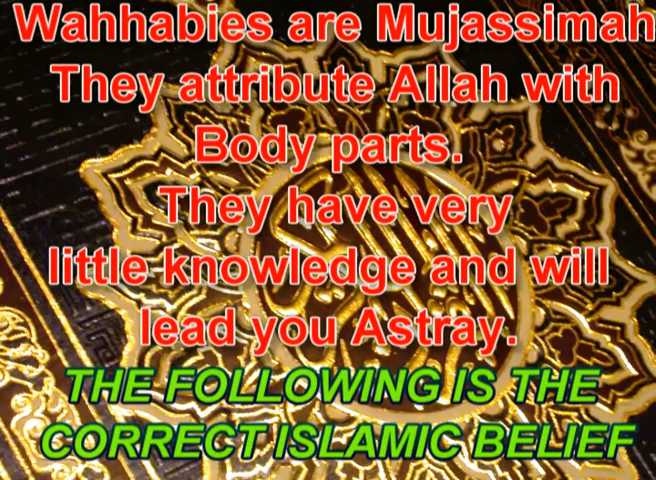 Wahhabies are Mujassimah
They attribute Allah with
Body parts.
They have very
little knowledge and will
lead you Astray.
THE FOLLOWING IS THE
CORRECT ISLAMIC BELIEF